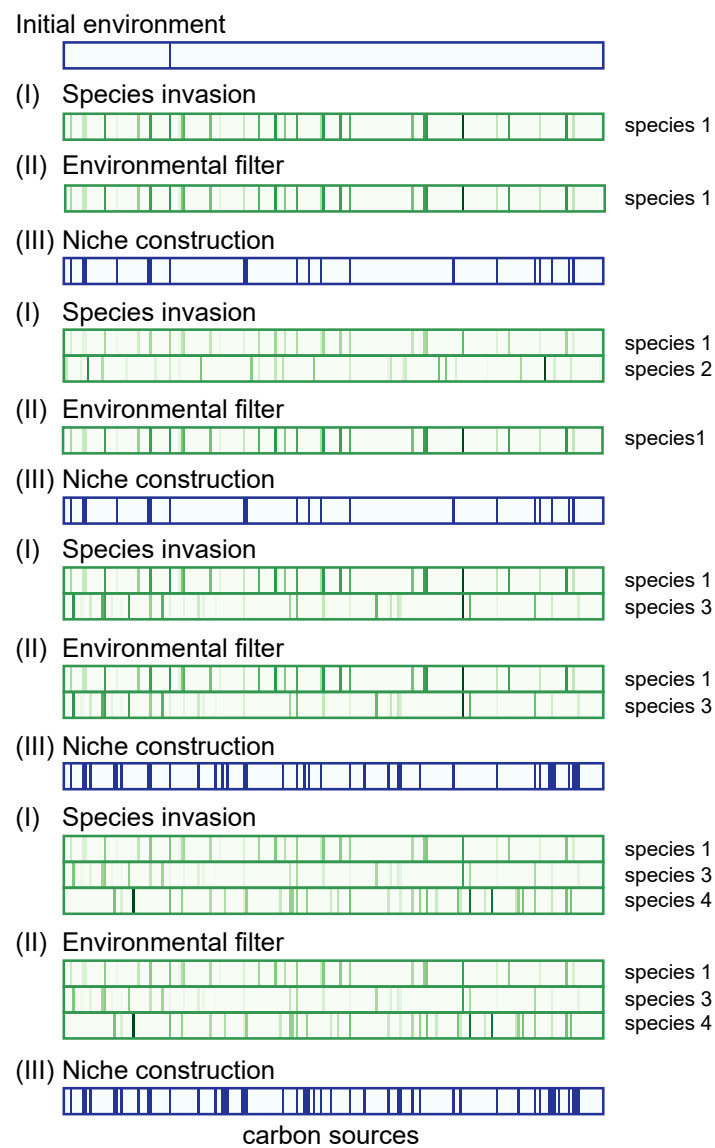 Initial environment
(I) Species invasion
species 1
(II) Environmental filter
species 1
(III) Niche construction
(I) Species invasion
species 1
species 2
(II) Environmental filter
species1
(III) Niche construction
(I) Species invasion
species 1
species 3
(II) Environmental filter
species 1
species 3
(III) Niche construction
(I) Species invasion
species 1
species 3
species 4
(II) Environmental filter
species 1
species 3
species 4
(III) Niche construction
carbon sources